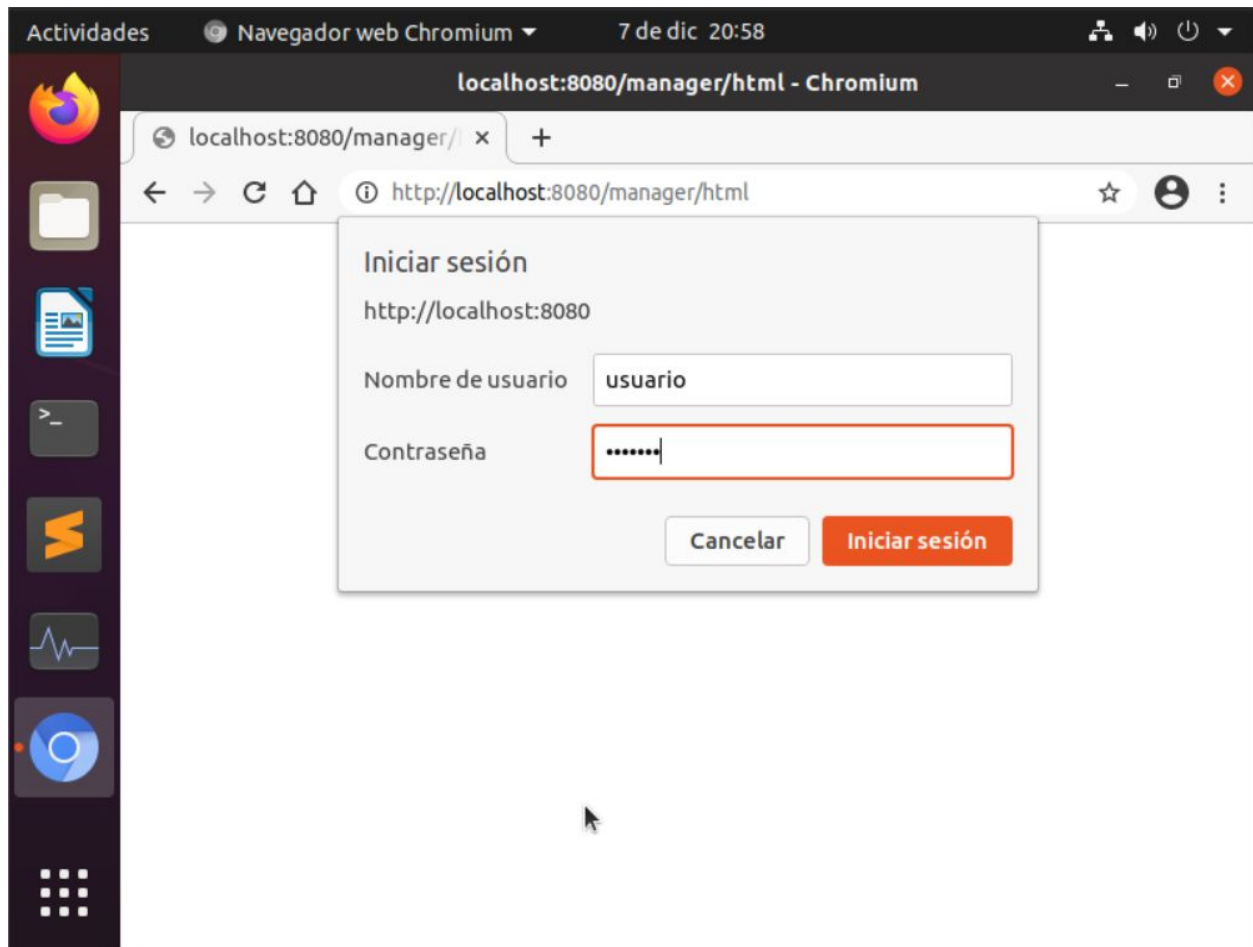 Actividades Navegador web Chromium 7 de dic 20:58
localhost:8080/manager/html - Chromium
localhost:8080/manager/
http://localhost:8080/manager/html
Iniciar sesión
http://localhost:8080
Nombre de usuario usuario
Contraseña •••••••
Cancelar Iniciar sesión